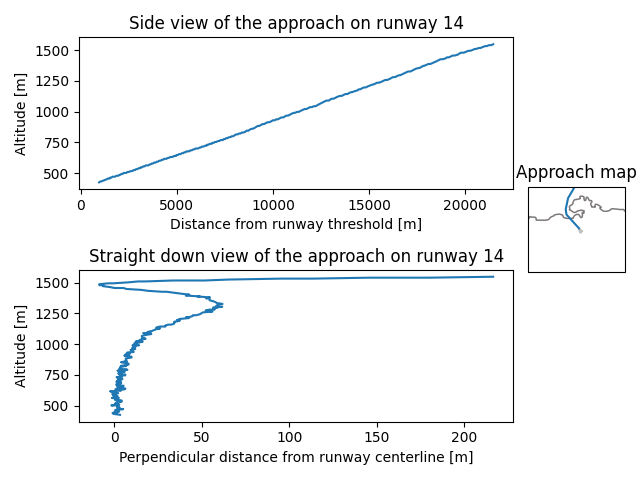 Side view of the approach on runway 14
1500
1250
1000
750
500
Altitude [m]
0 5000 10000 15000 20000
Distance from runway threshold [m]
Approach map
Straight down view of the approach on runway 14
1500
1250
1000
750
500
Altitude [m]
0 50 100 150 200
Perpendicular distance from runway centerline [m]